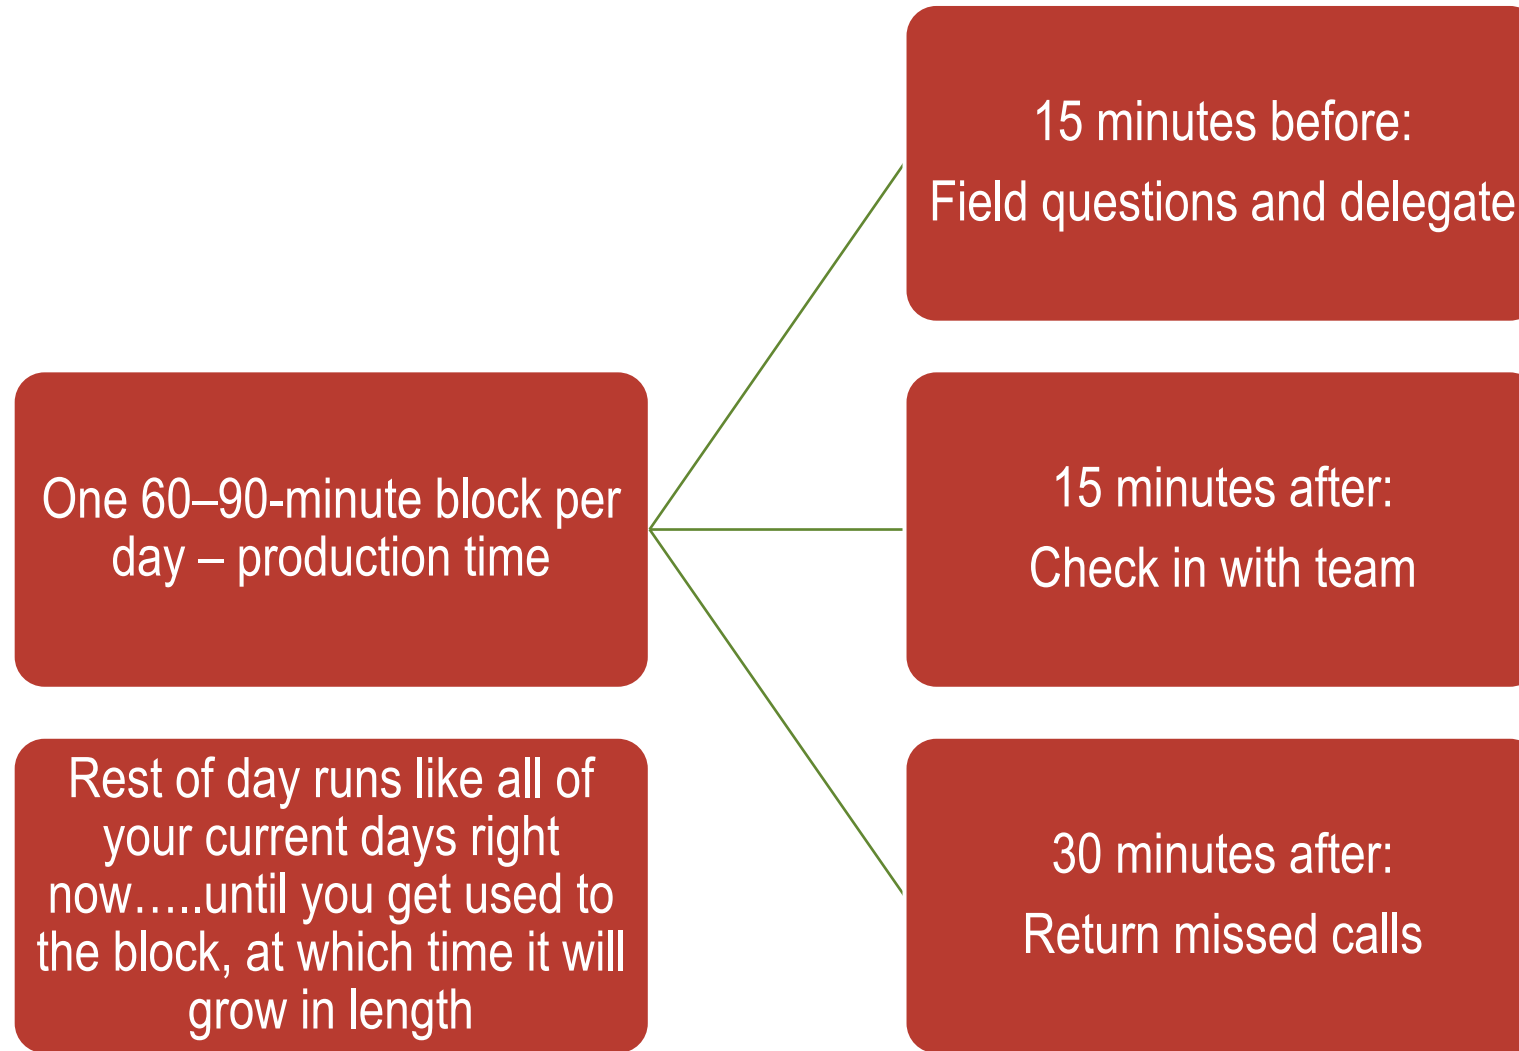 One 60–90-minute block per
day – production time
Rest of day runs like all of
your current days right
now…..until you get used to
the block, at which time it will
grow in length
15 minutes before:
Field questions and delegate
15 minutes after:
Check in with team
30 minutes after:
Return missed calls